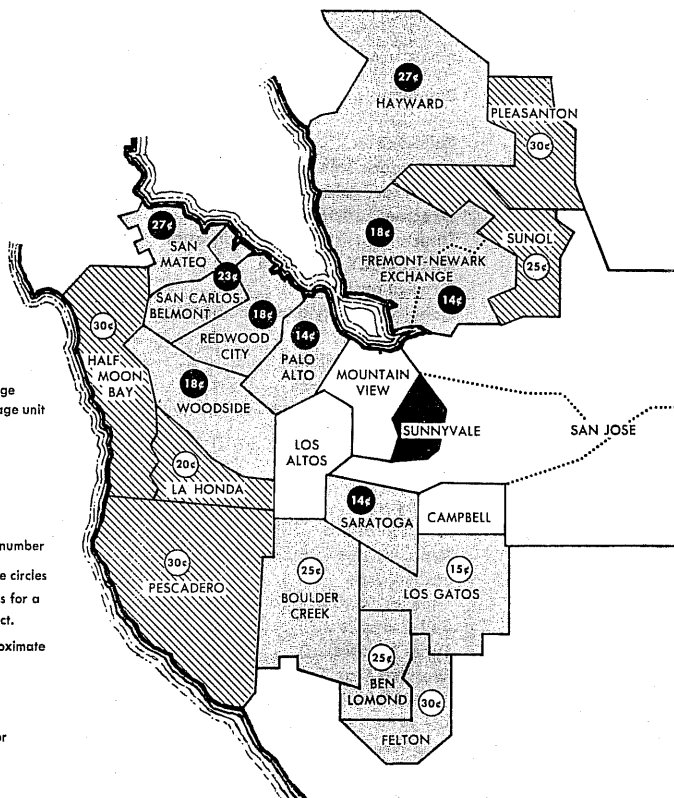 27¢
HAYWARD
PLEASANTON
30¢
27¢
SAN
MATEO
18¢
FREMONT-NEWARK
EXCHANGE
14¢
SUNOL
25¢
23¢
SAN CARLOS
BELMONT
18¢
REDWOOD
CITY
14¢
PALO
ALTO
30¢
HALF
MOON
BAY
18¢
WOODSIDE
MOUNTAIN
VIEW
SUNNYVALE
SAN JOSE
ge
age unit
LOS
ALTOS
20¢
LA HONDA
14¢
SARATOGA
CAMPBELL
number
e circles
s for a
ct.
oximate
or
30¢
PESCADERO
25¢
BOULDER
CREEK
15¢
LOS GATOS
25¢
BEN
LOMOND
30¢
FELTON